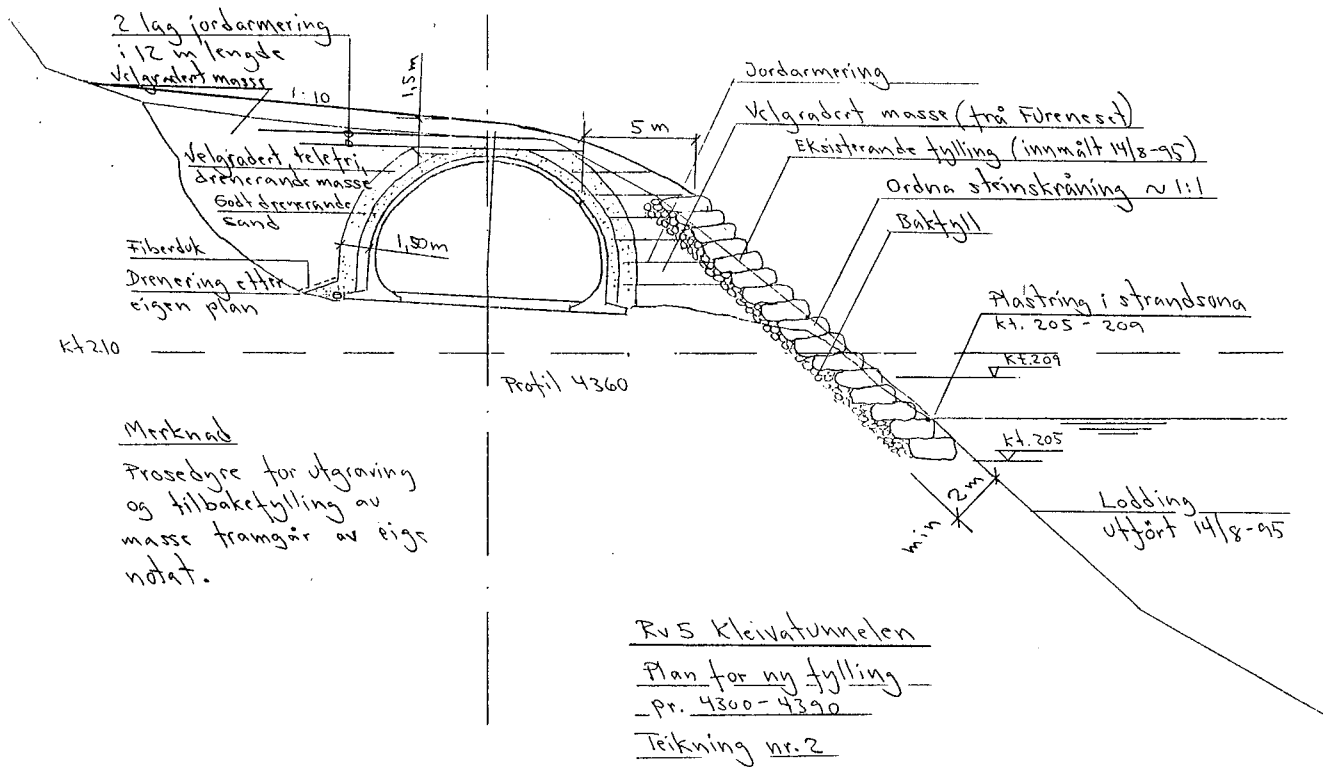 2 lag jordarmering
i 12 m lengde
Velgradert masse
1:10
1,5m
Velgradert, telefri,
drenerande masse
Godt drenerande
sand
Fiberduk
Drenering etter
eigen plan
1,50m
5 m
Jordarmering
Velgradert masse (frå Füreneset)
Eksisterande fylling (innmålt 14/8-95)
Ordna steinskråning ~ 1:1
Bakfyll
Plastring i strandsona
kt. 205 - 209
kt.209
kt.205
kt 210
Profil 4360
min 2m
Lodding
utført 14/8-95
Merknad
Prosedyre for utgraving
og tilbakefylling av
masse framgår av eige
notat.
Rv 5 Kleivatunnelen
Plan for ny fylling
pr. 4300 - 4390
Teikning nr. 2